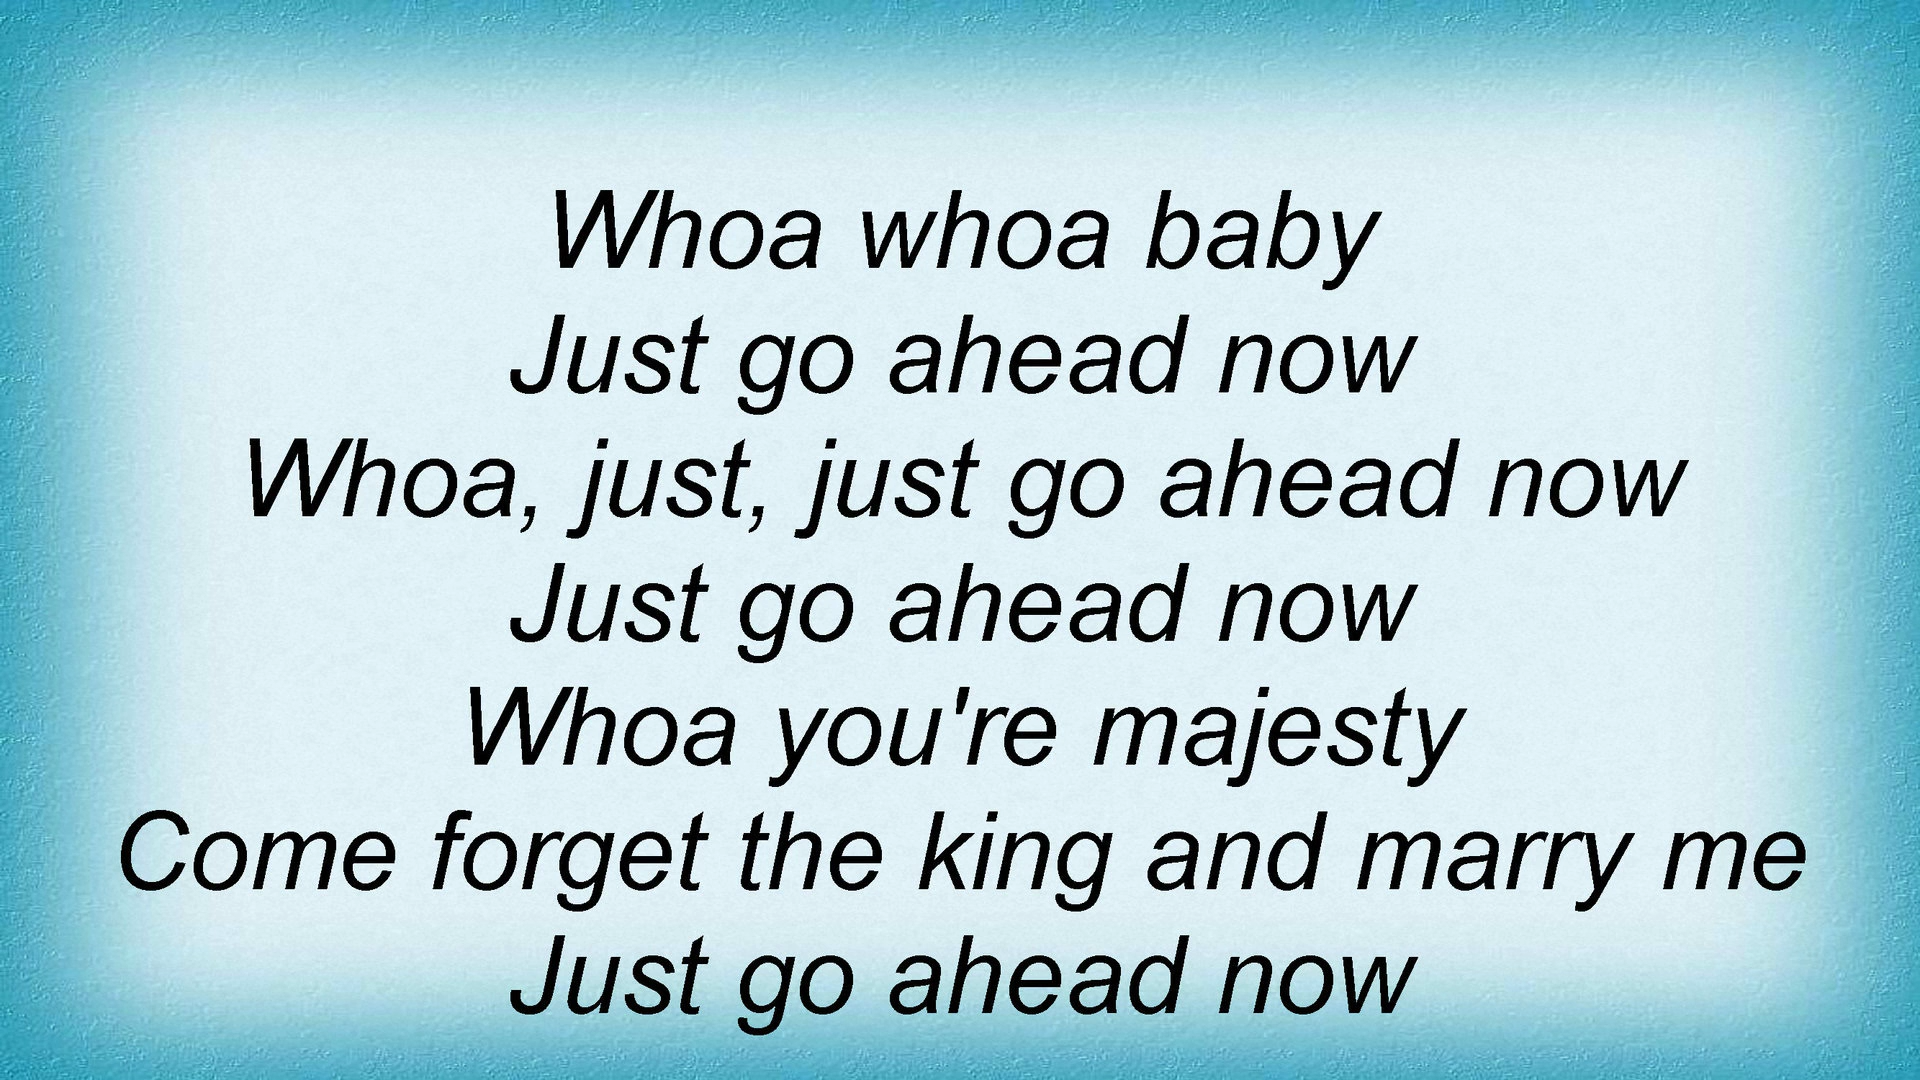 Whoa whoa baby
Just go ahead now
Whoa, just, just go ahead now
Just go ahead now
Whoa you're majesty
Come forget the king and marry me
Just go ahead now